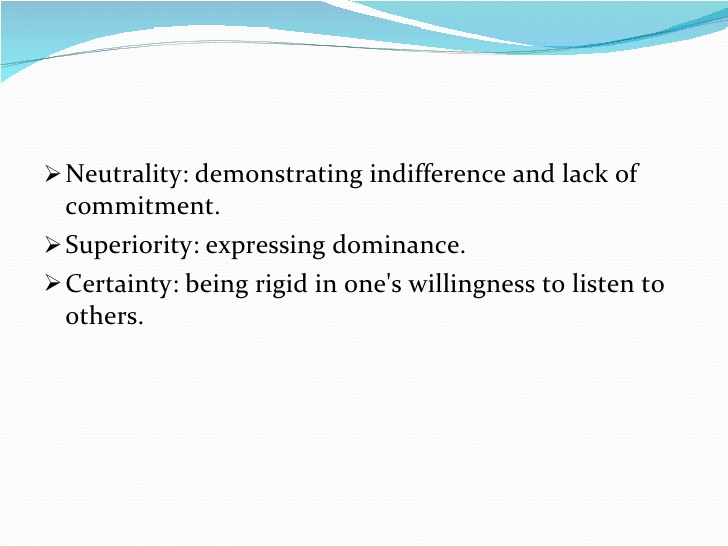 ➢Neutrality: demonstrating indifference and lack of
commitment.
➢Superiority: expressing dominance.
➢Certainty: being rigid in one's willingness to listen to
others.